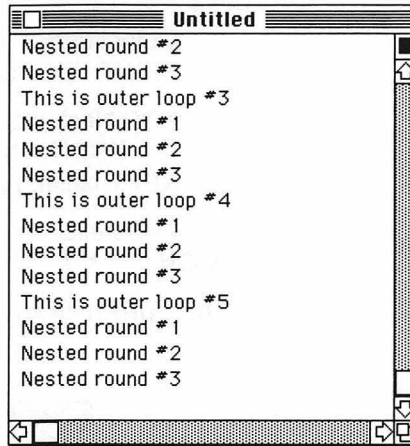 Untitled
Nested round #2
Nested round #3
This is outer loop #3
Nested round #1
Nested round #2
Nested round #3
This is outer loop #4
Nested round #1
Nested round #2
Nested round #3
This is outer loop #5
Nested round #1
Nested round #2
Nested round #3